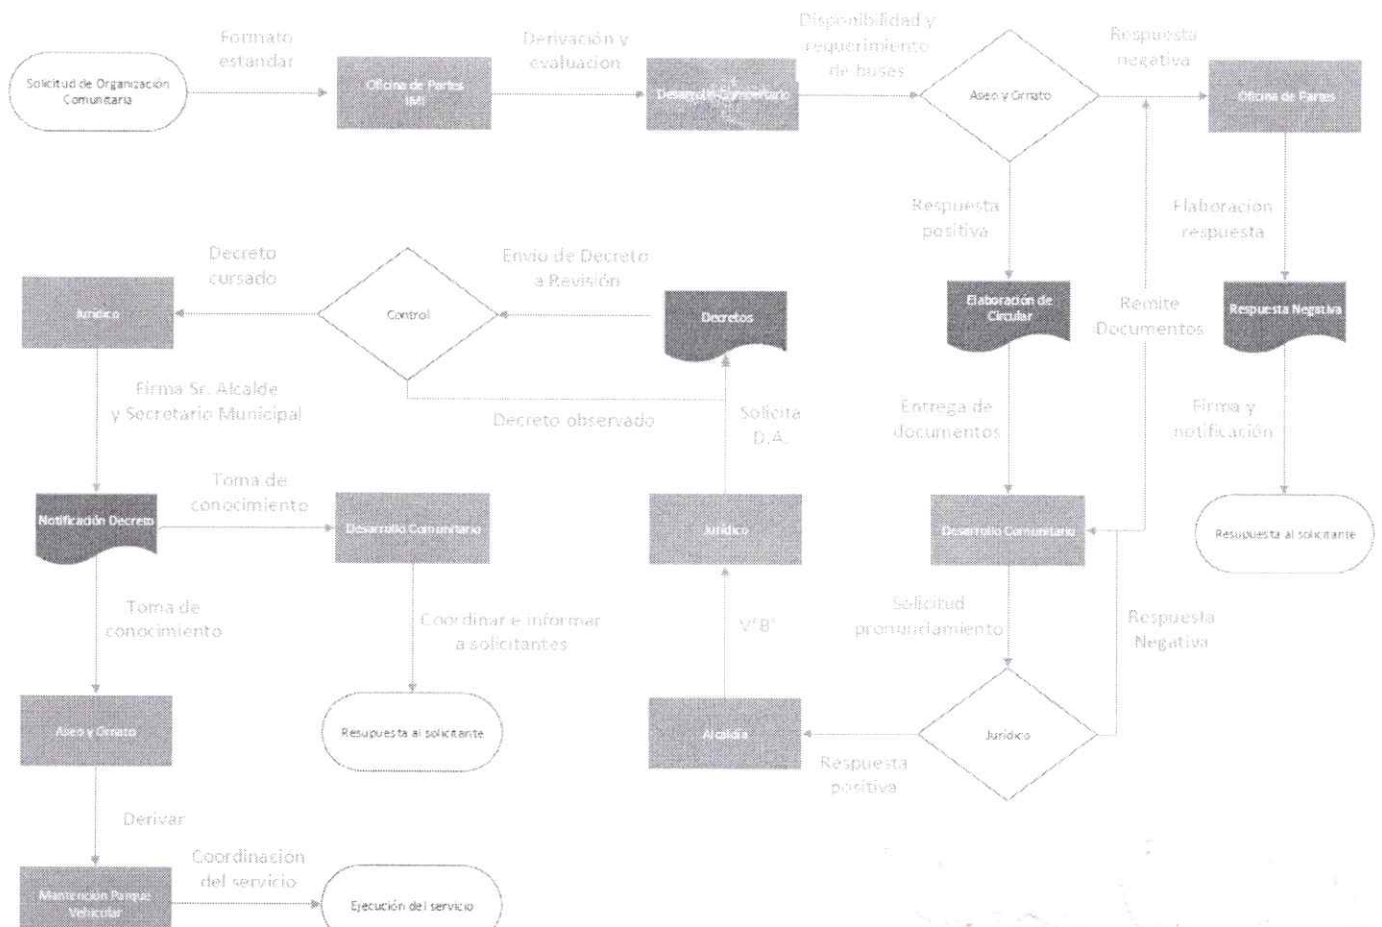 Solicitud de Organización
Comunitaria
Formato
estandar
Oficina de Partes
IMI
Derivación y
evaluación
Desarrollo Comunitario
Disponibilidad y
requerimiento
de buses
Aseo y Ornato
Respuesta
negativa
Oficina de Partes
Respuesta
positiva
Elaboración
respuesta
Decreto
cursado
Envio de Decreto
a Revisión
Jurídico
Control
Decretos
Elaboración de
Circular
Remite
Documentos
Respuesta Negativa
Firma Sr. Alcalde
y Secretario Municipal
Decreto observado
Solicita
D.A.
Entrega de
documentos
Firma y
notificación
Toma de
conocimiento
Notificación Decreto
Desarrollo Comunitario
Jurídico
Desarrollo Comunitario
Resupuesta al solicitante
Toma de
conocimiento
Coordinar e informar
a solicitantes
V°B°
Solicitud
pronunciamiento
Respuesta
Negativa
Aseo y Ornato
Resupuesta al solicitante
Alcaldía
Jurídico
Respuesta
positiva
Derivar
Coordinación
del servicio
Mantención Parque
Vehicular
Ejecución del servicio